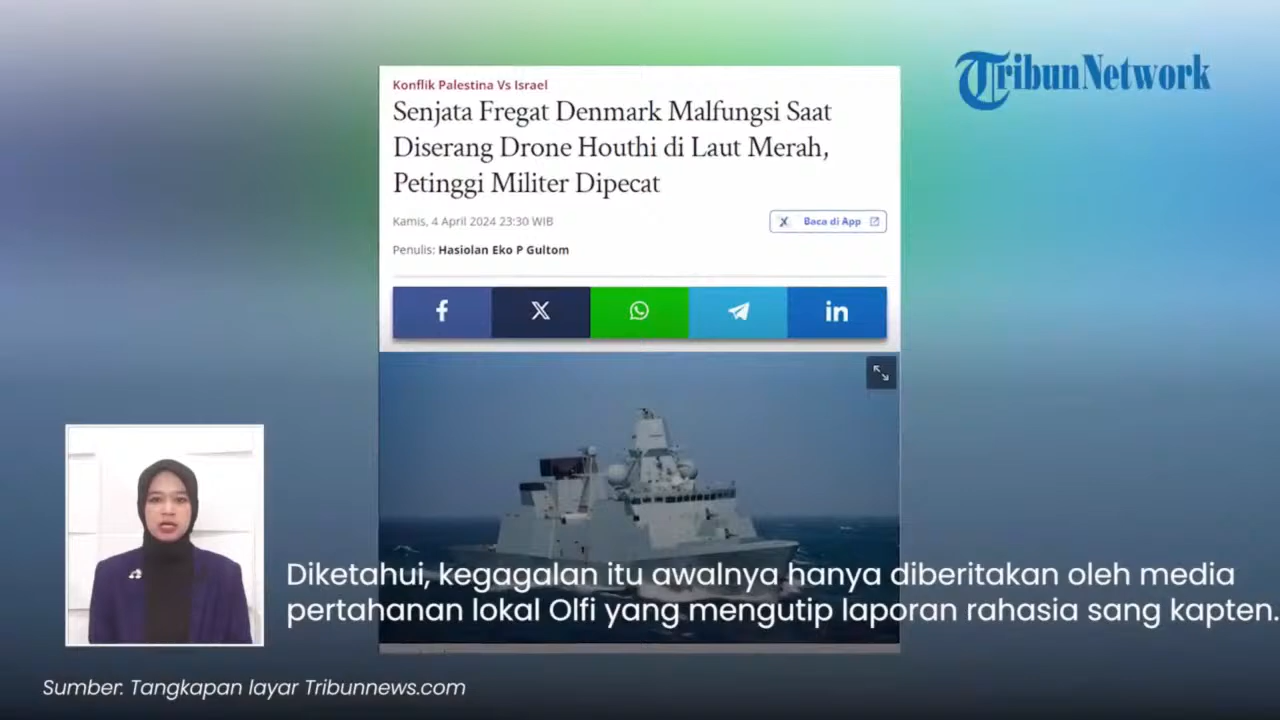 TribunNetwork
Konflik Palestina Vs Israel
Senjata Fregat Denmark Malfungsi Saat
Diserang Drone Houthi di Laut Merah,
Petinggi Militer Dipecat
Kamis, 4 April 2024 23:30 WIB
Baca di App
Penulis: Hasiolan Eko P Gultom
Diketahui, kegagalan itu awalnya hanya diberitakan oleh media
pertahanan lokal Olfi yang mengutip laporan rahasia sang kapten.
Sumber: Tangkapan layar Tribunnews.com